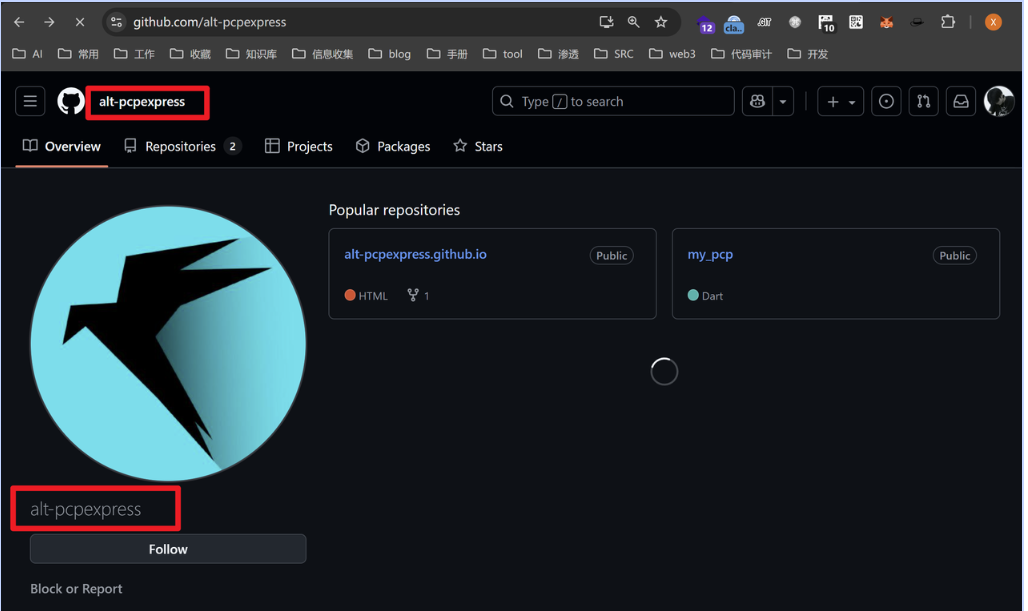 github.com/alt-pcpexpress
12
cla..
10
X
AI 常用 工作 收藏 知识库 信息收集 blog 手册 tool 渗透 SRC web3 代码审计 开发
alt-pcpexpress
Type / to search
Overview Repositories 2 Projects Packages Stars
Popular repositories
alt-pcpexpress.github.io Public
HTML 1
my_pcp Public
Dart
alt-pcpexpress
Follow
Block or Report